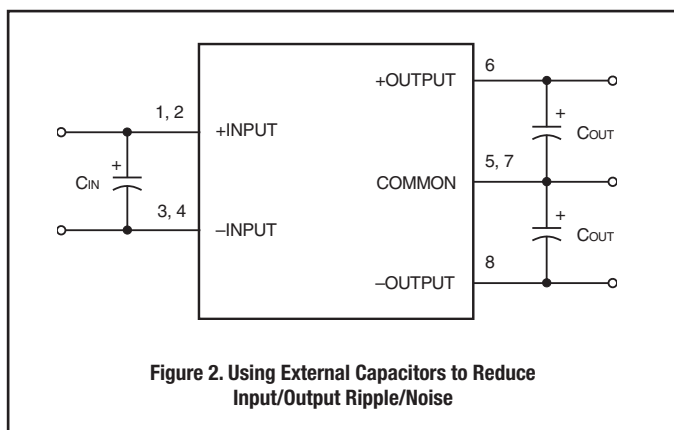 6
+OUTPUT
1, 2
+INPUT
+
COUT
5, 7
COMMON
+
CIN
3, 4
–INPUT
+
COUT
8
–OUTPUT
Figure 2. Using External Capacitors to Reduce
Input/Output Ripple/Noise